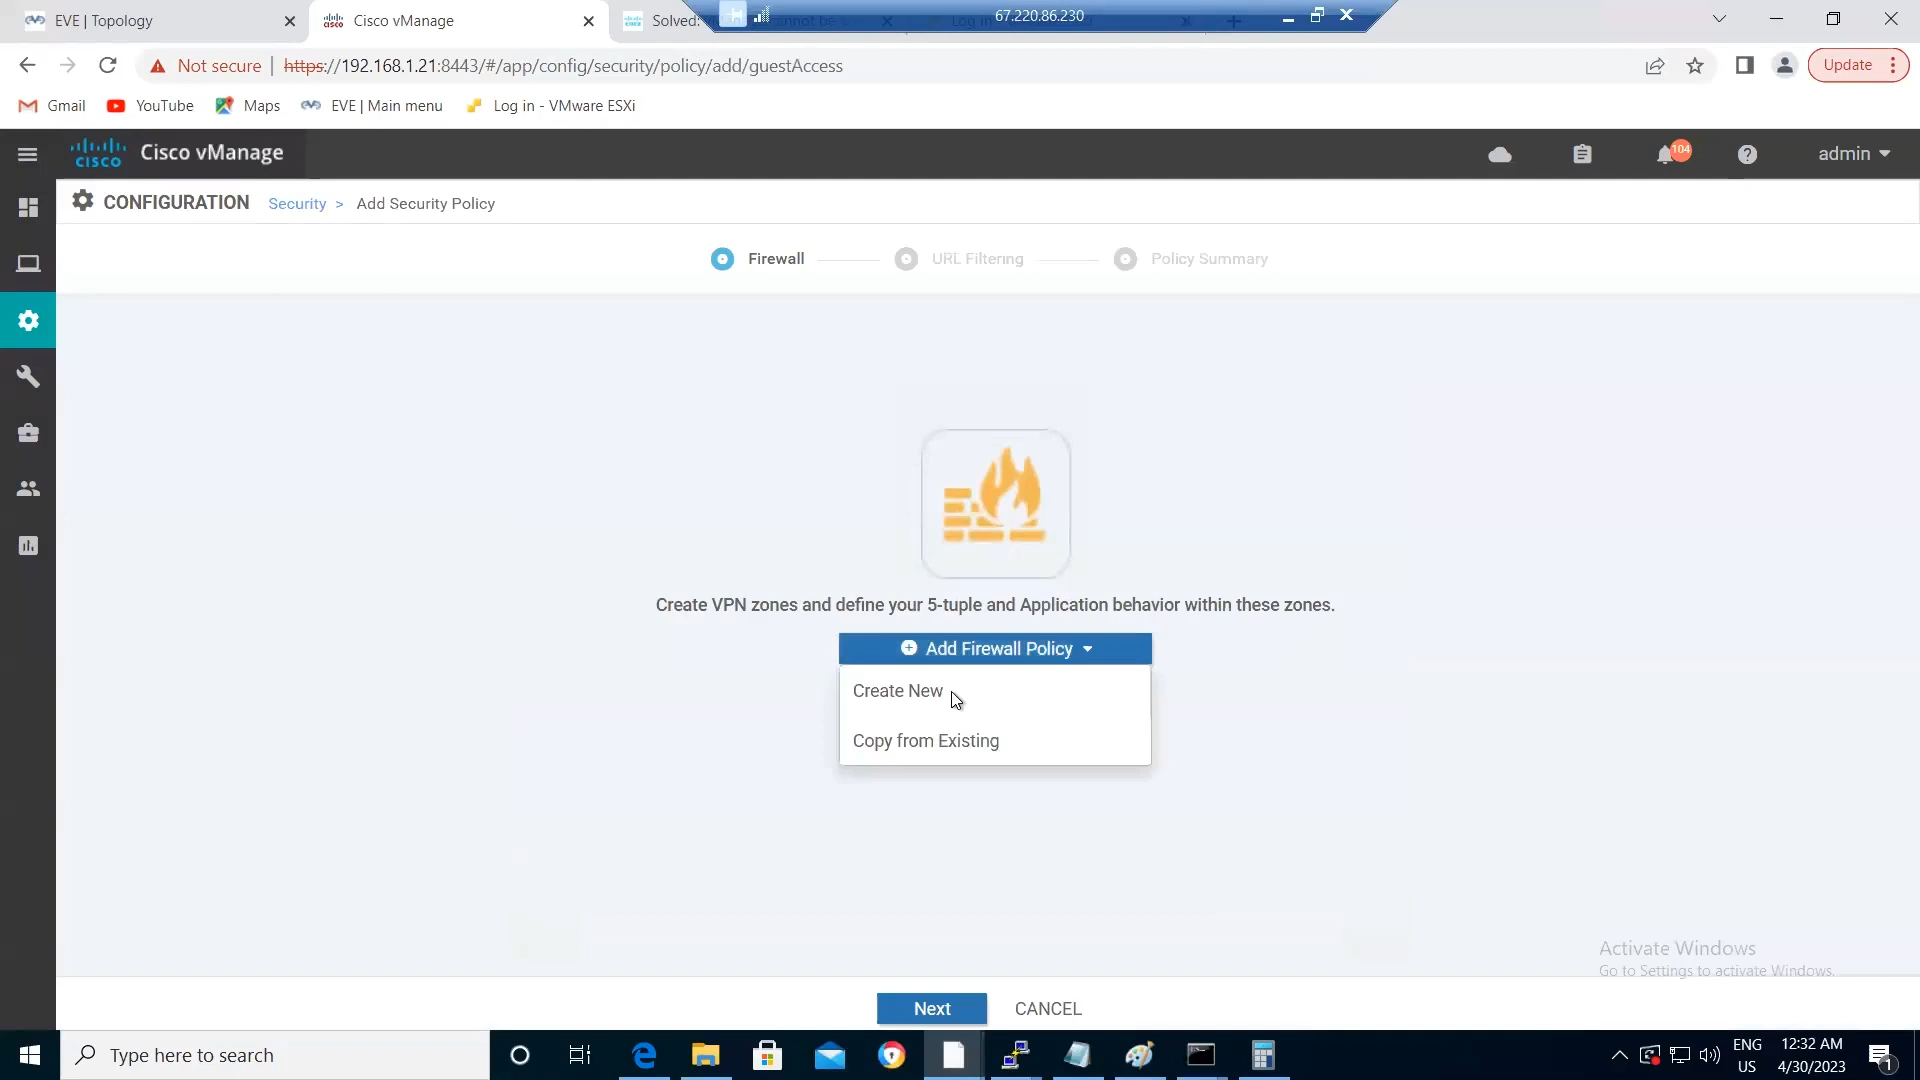 EVE | Topology
Cisco vManage
Solved:
67.220.86.230
Not secure
https://192.168.1.21:8443/#/app/config/security/policy/add/guestAccess
Update
Gmail
YouTube
Maps
EVE | Main menu
Log in - VMware ESXi
cisco
Cisco vManage
104
admin
CONFIGURATION
Security > Add Security Policy
Firewall
URL Filtering
Policy Summary
Create VPN zones and define your 5-tuple and Application behavior within these zones.
Add Firewall Policy
Create New
Copy from Existing
Activate Windows
Go to Settings to activate Windows.
Next
CANCEL
Type here to search
ENG
US
12:32 AM
4/30/2023
1